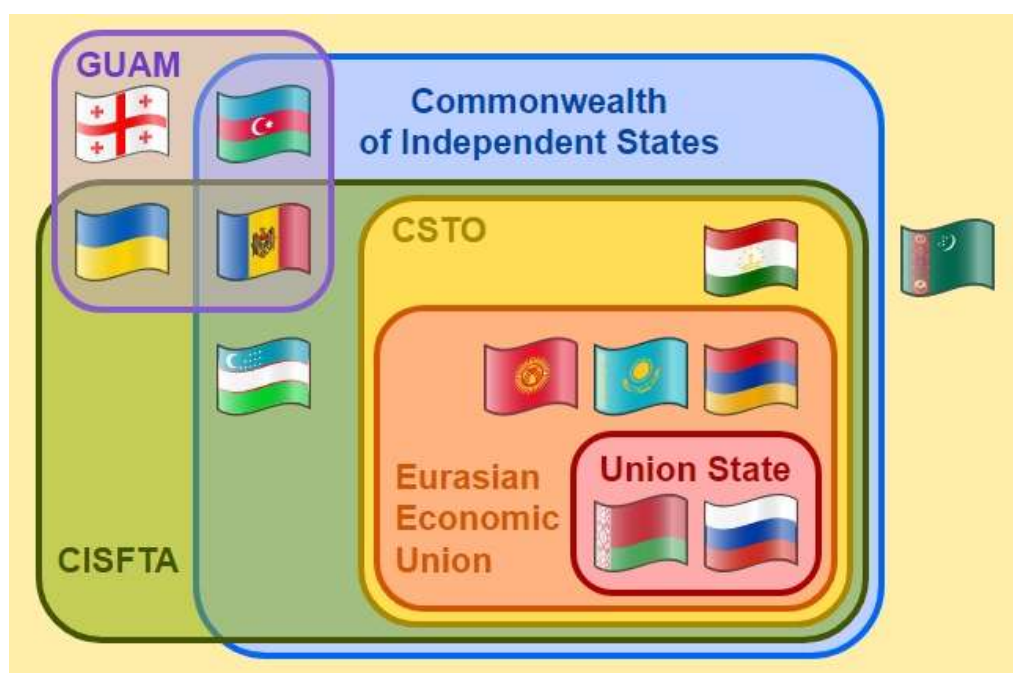 GUAM
Commonwealth
of Independent States
CSTO
Eurasian
Economic
Union
Union State
CISFTA